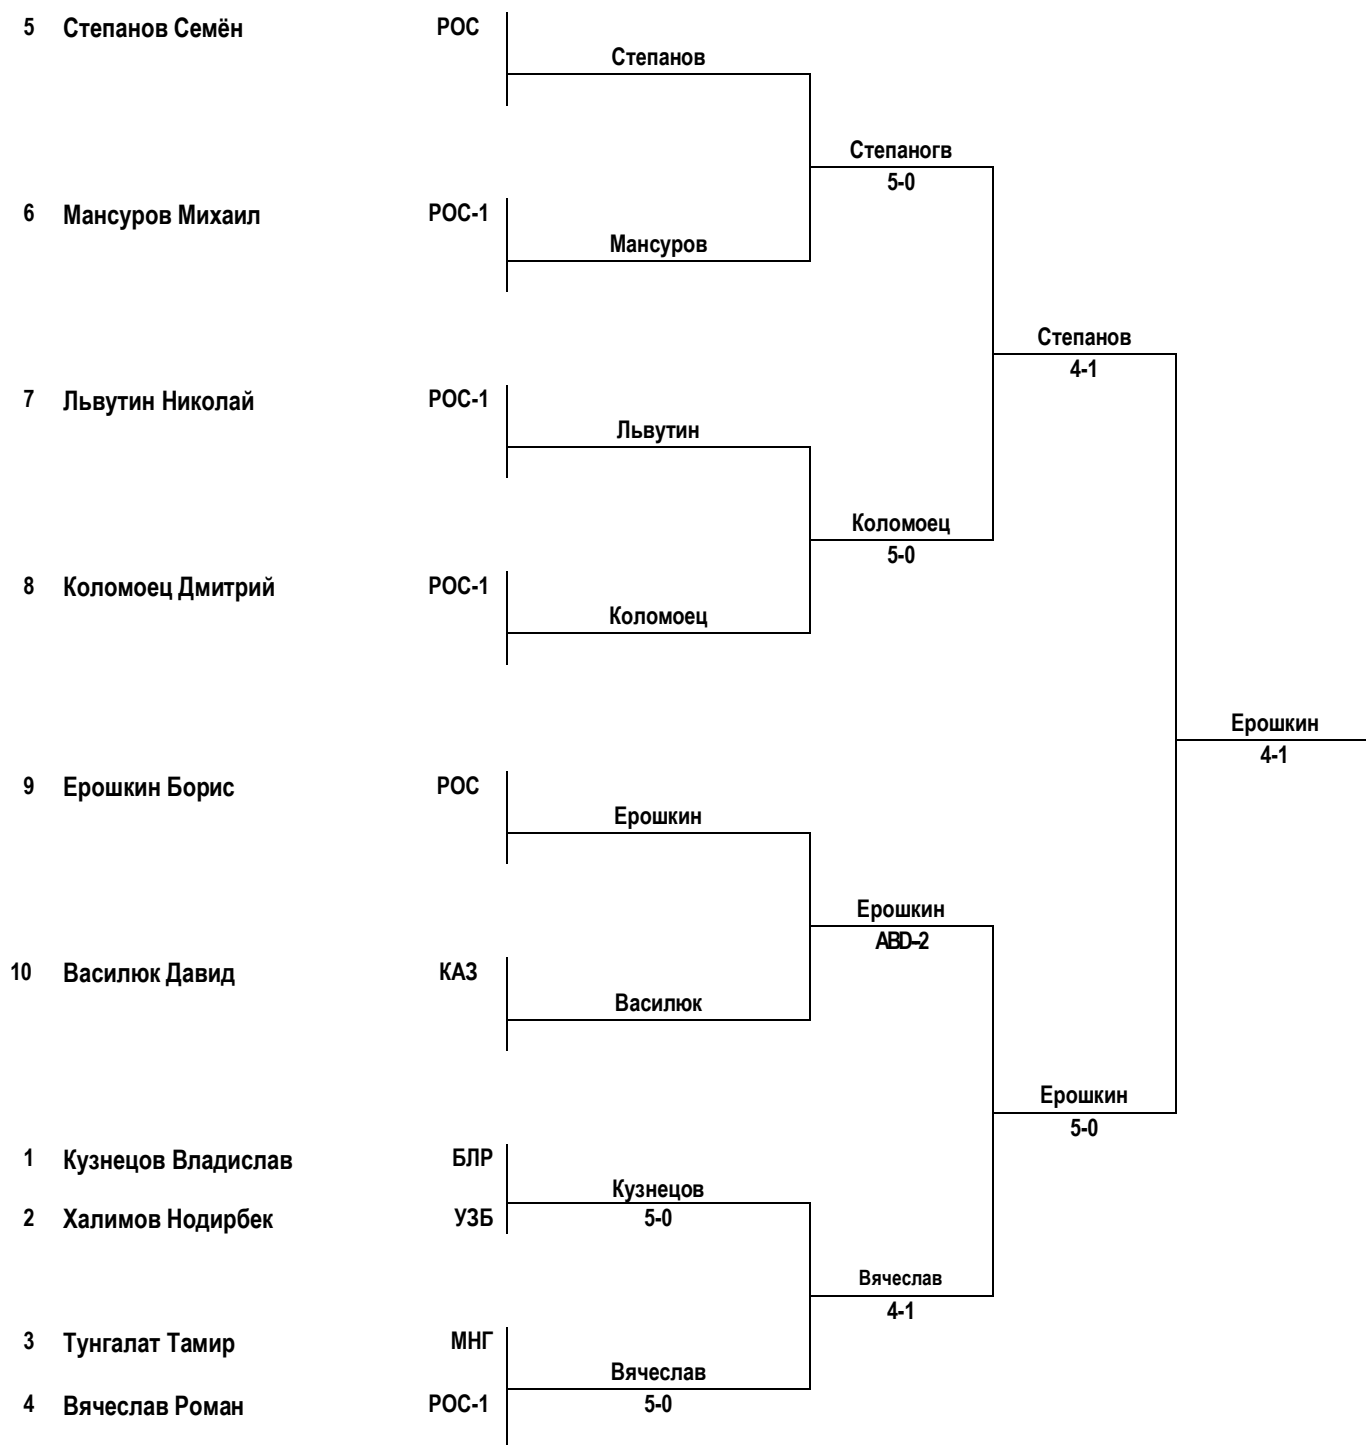 5 Степанов Семён РОС
Степанов
Степаногв
5-0
6 Мансуров Михаил РОС-1
Мансуров
Степанов
4-1
7 Львутин Николай РОС-1
Львутин
Коломоец
5-0
8 Коломоец Дмитрий РОС-1
Коломоец
Ерошкин
4-1
9 Ерошкин Борис РОС
Ерошкин
Ерошкин
ABD-2
10 Василюк Давид КАЗ
Василюк
Ерошкин
5-0
1 Кузнецов Владислав БЛР
Кузнецов
2 Халимов Нодирбек УЗБ 5-0
Вячеслав
4-1
3 Тунгалат Тамир МНГ
Вячеслав
4 Вячеслав Роман РОС-1 5-0